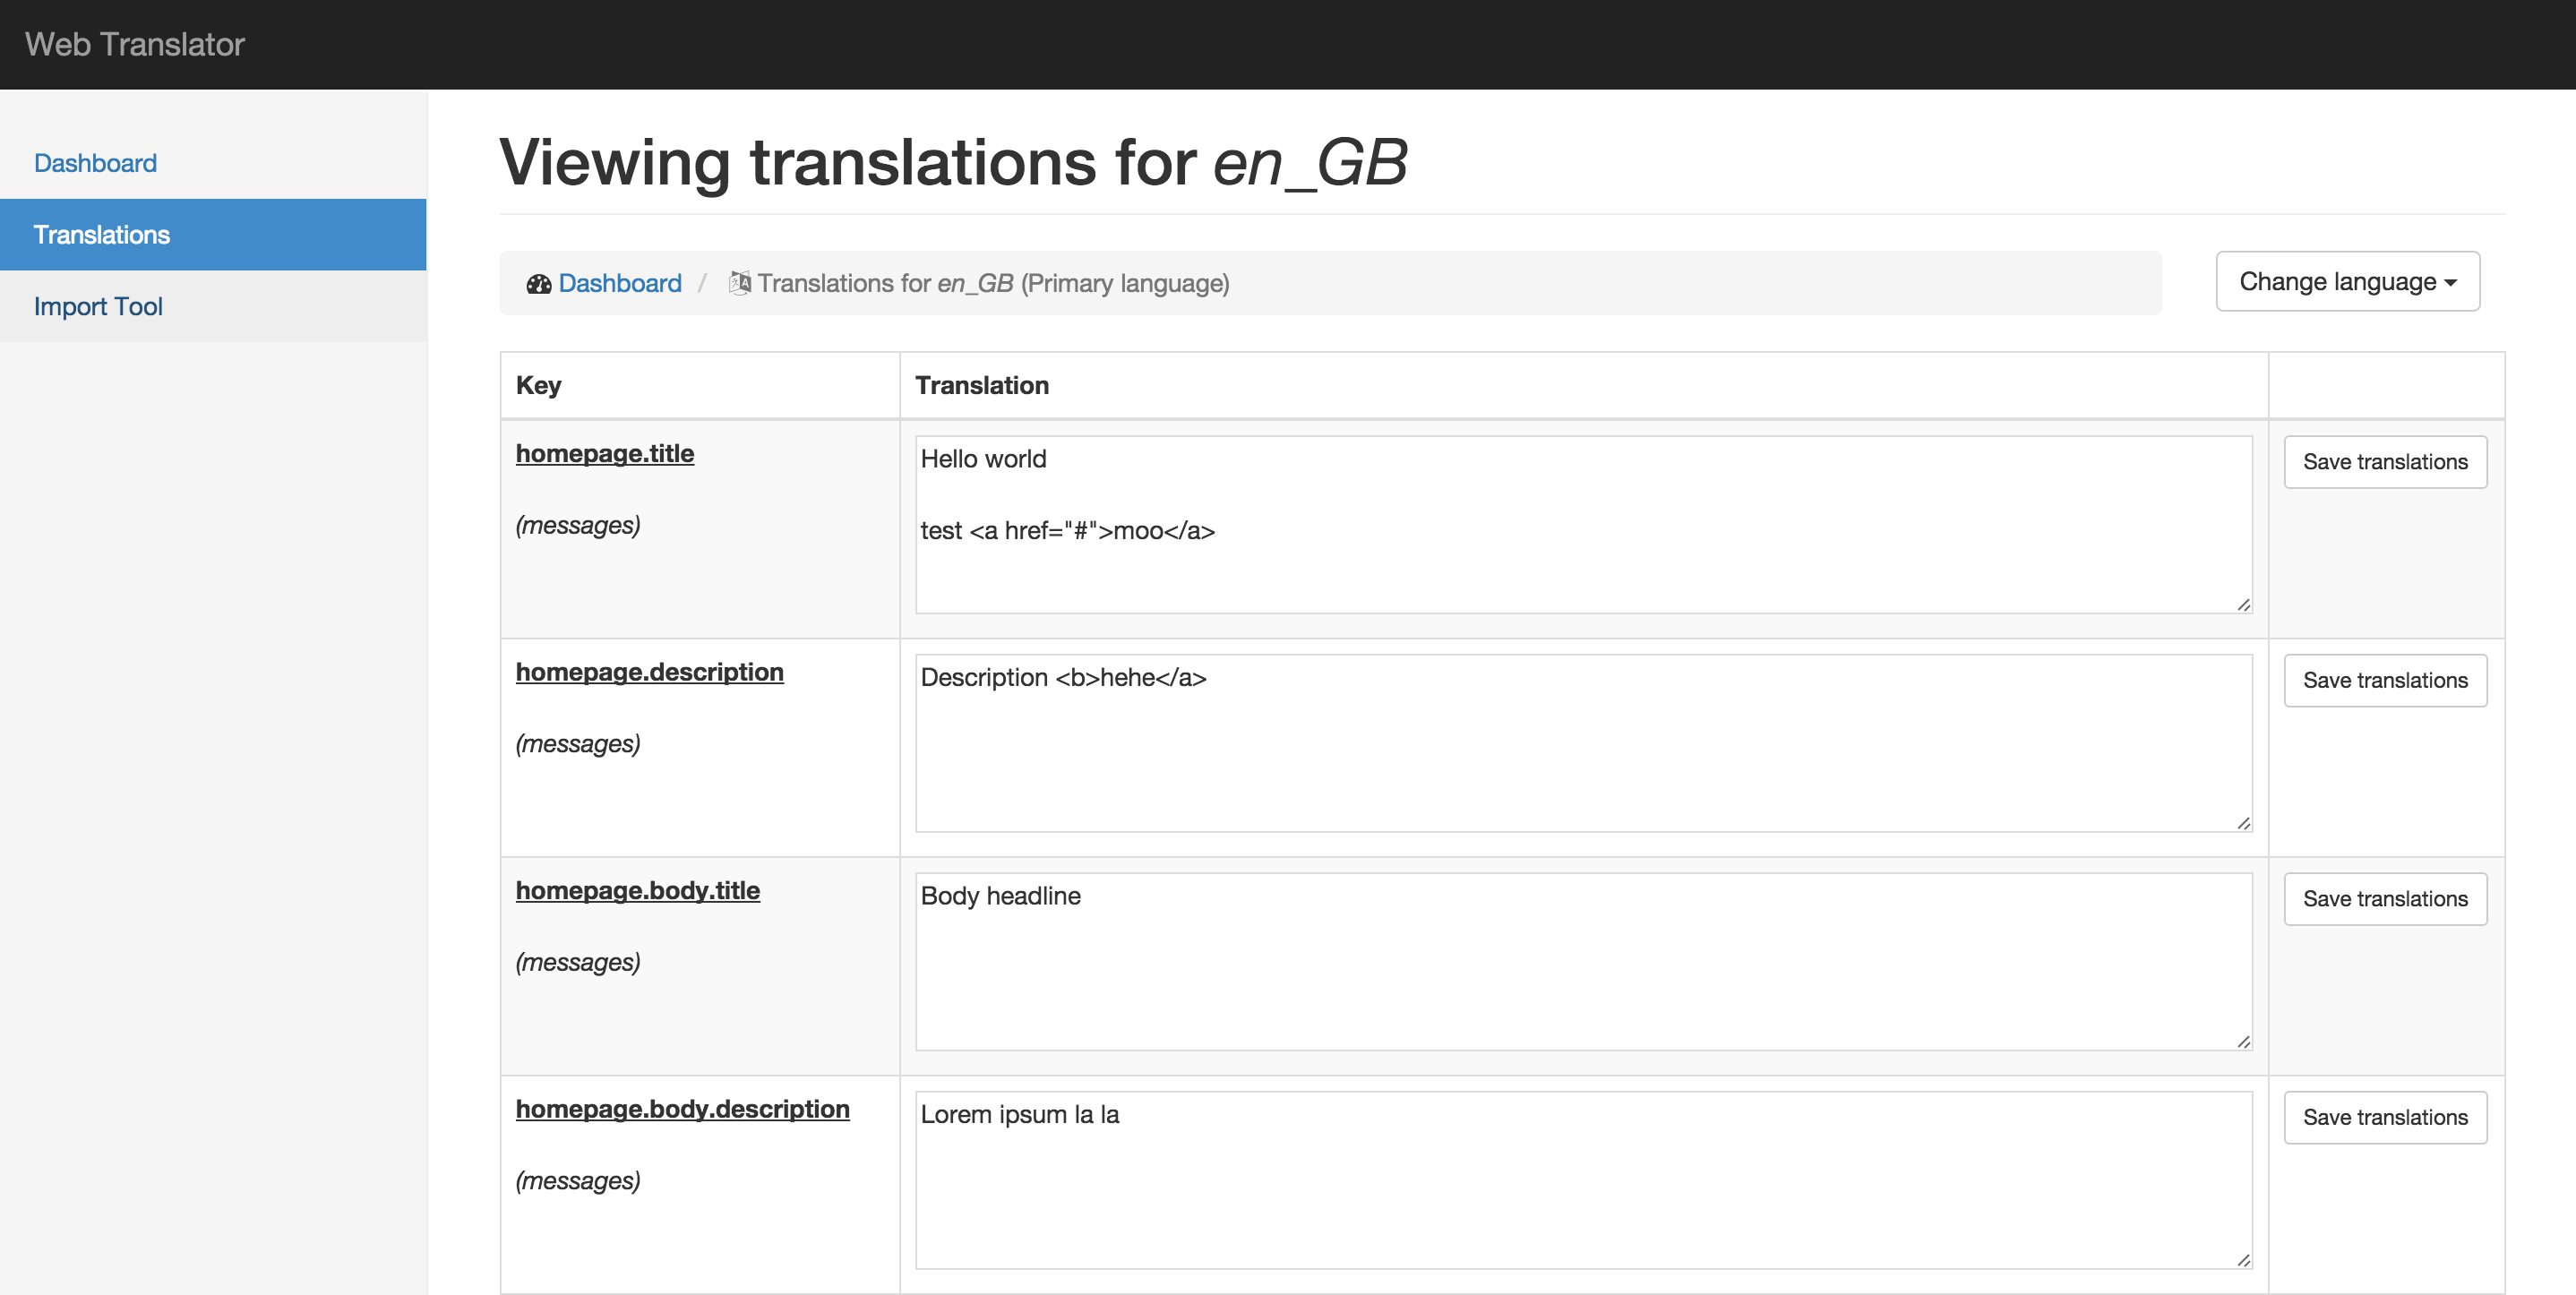 Web Translator
Dashboard
Translations
Import Tool
Viewing translations for en_GB
Dashboard / Translations for en_GB (Primary language)
Change language
Key Translation
homepage.title
(messages)
Hello world
test <a href="#">moo</a>
Save translations
homepage.description
(messages)
Description <b>hehe</a>
Save translations
homepage.body.title
(messages)
Body headline
Save translations
homepage.body.description
(messages)
Lorem ipsum la la
Save translations